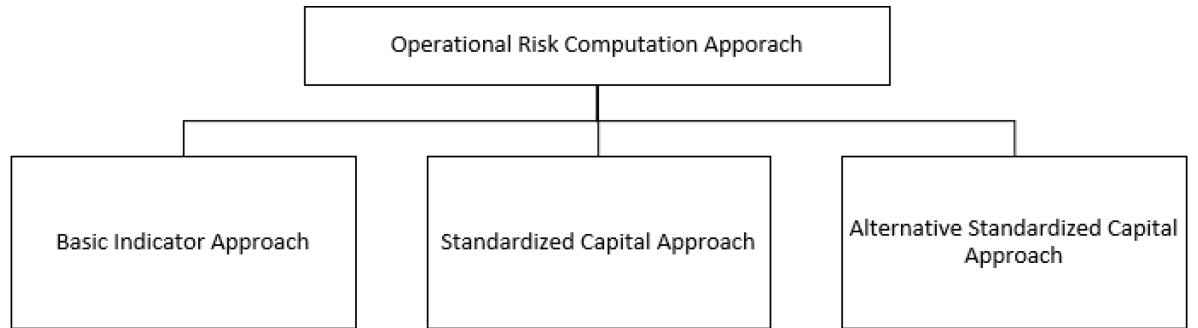 Operational Risk Computation Apporach
Basic Indicator Approach
Standardized Capital Approach
Alternative Standardized Capital
Approach